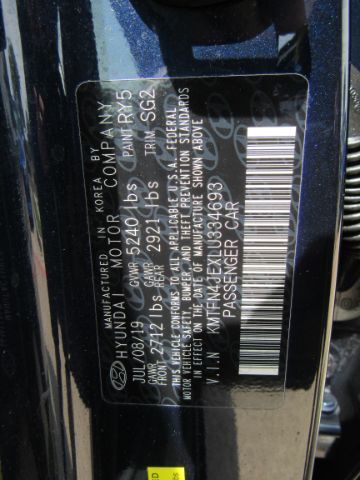 MANUFACTURED IN KOREA BY
HYUNDAI MOTOR COMPANY
JUL/08/19 GVWR 5240 lbs PAINT RY5
GAWR FRONT 2712 lbs GAWR REAR 2921 lbs TRIM SG2
THIS VEHICLE CONFORMS TO ALL APPLICABLE U.S.A. FEDERAL
MOTOR VEHICLE SAFETY, BUMPER, AND THEFT PREVENTION STANDARDS
IN EFFECT ON THE DATE OF MANUFACTURE SHOWN ABOVE.
V.I.N KMTFN4JEXLU334693
PASSENGER CAR